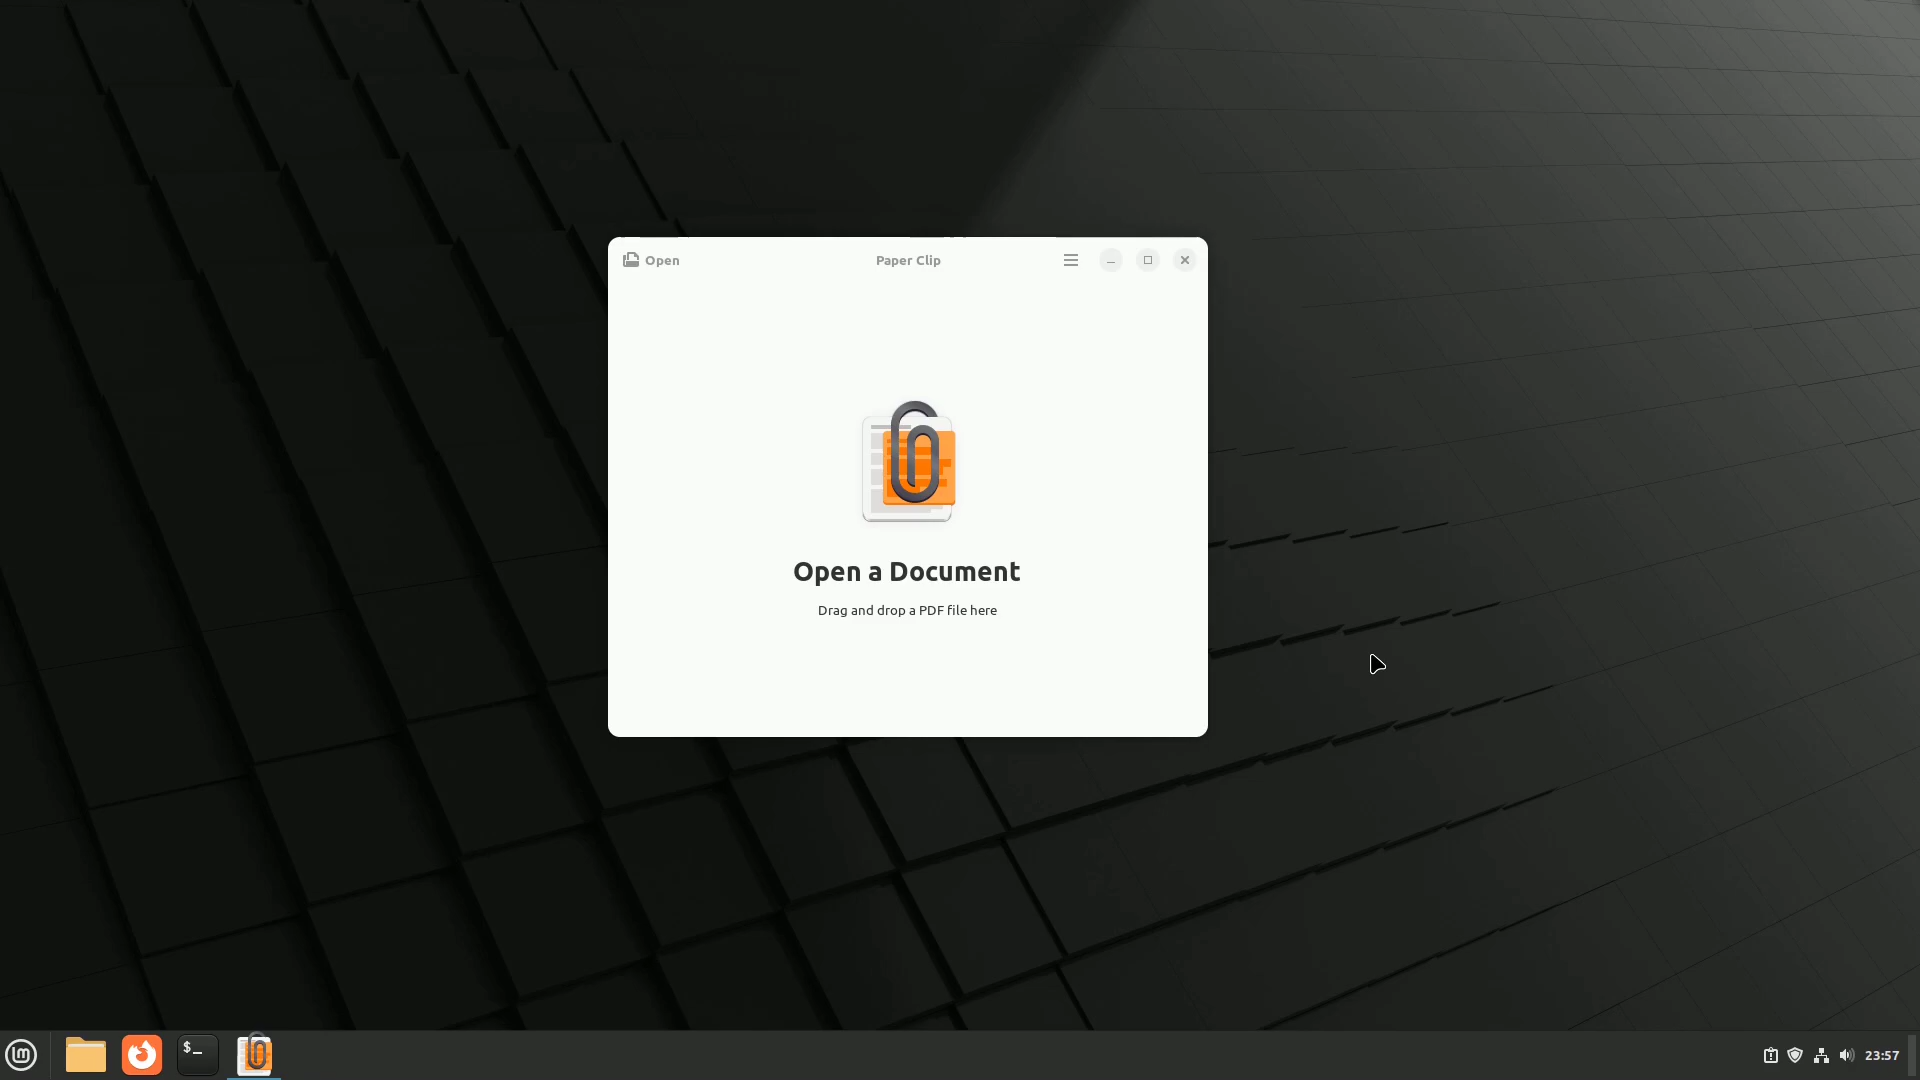 Open
Paper Clip
Open a Document
Drag and drop a PDF file here
$_
23:57